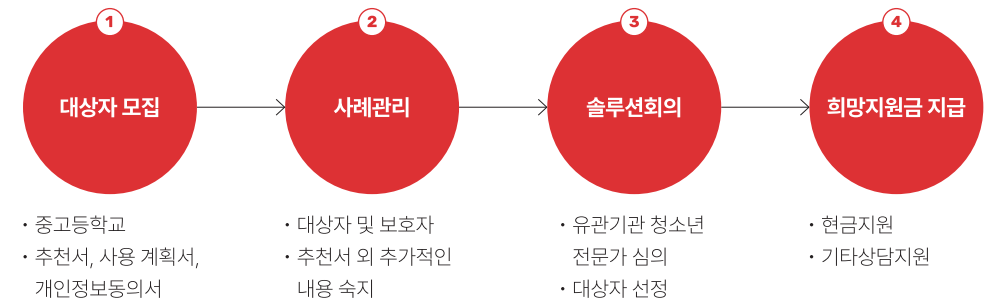 1
대상자 모집
• 중고등학교
• 추천서, 사용 계획서,
개인정보동의서
2
사례관리
• 대상자 및 보호자
• 추천서 외 추가적인
내용 숙지
3
솔루션회의
• 유관기관 청소년
전문가 심의
• 대상자 선정
4
희망지원금 지급
• 현금지원
• 기타상담지원